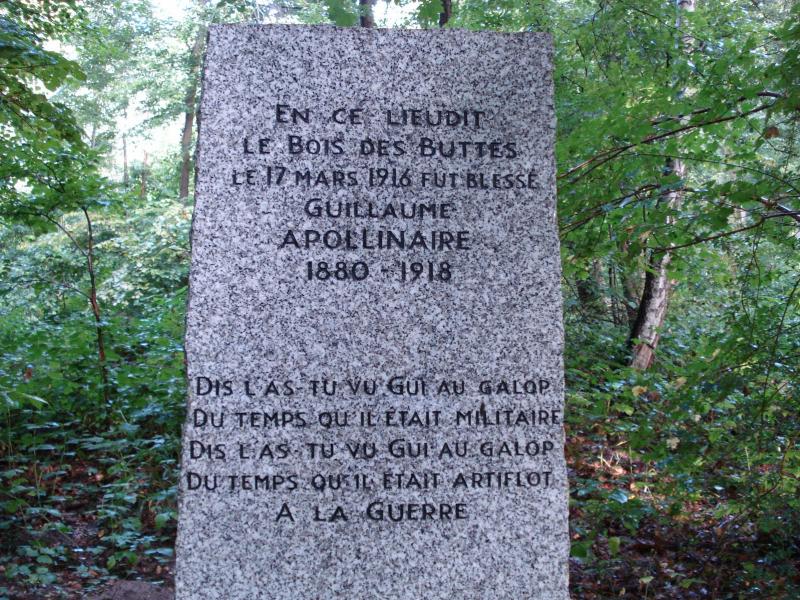 EN CE LIEUDIT
LE BOIS DES BUTTES
LE 17 MARS 1916 FUT BLESSÉ
GUILLAUME
APOLLINAIRE
1880 - 1918
DIS L'AS-TU VU GUI AU GALOP
DU TEMPS QU'IL ÉTAIT MILITAIRE
DIS L'AS-TU VU GUI AU GALOP
DU TEMPS QU'IL ÉTAIT ARTIFLOT
A LA GUERRE